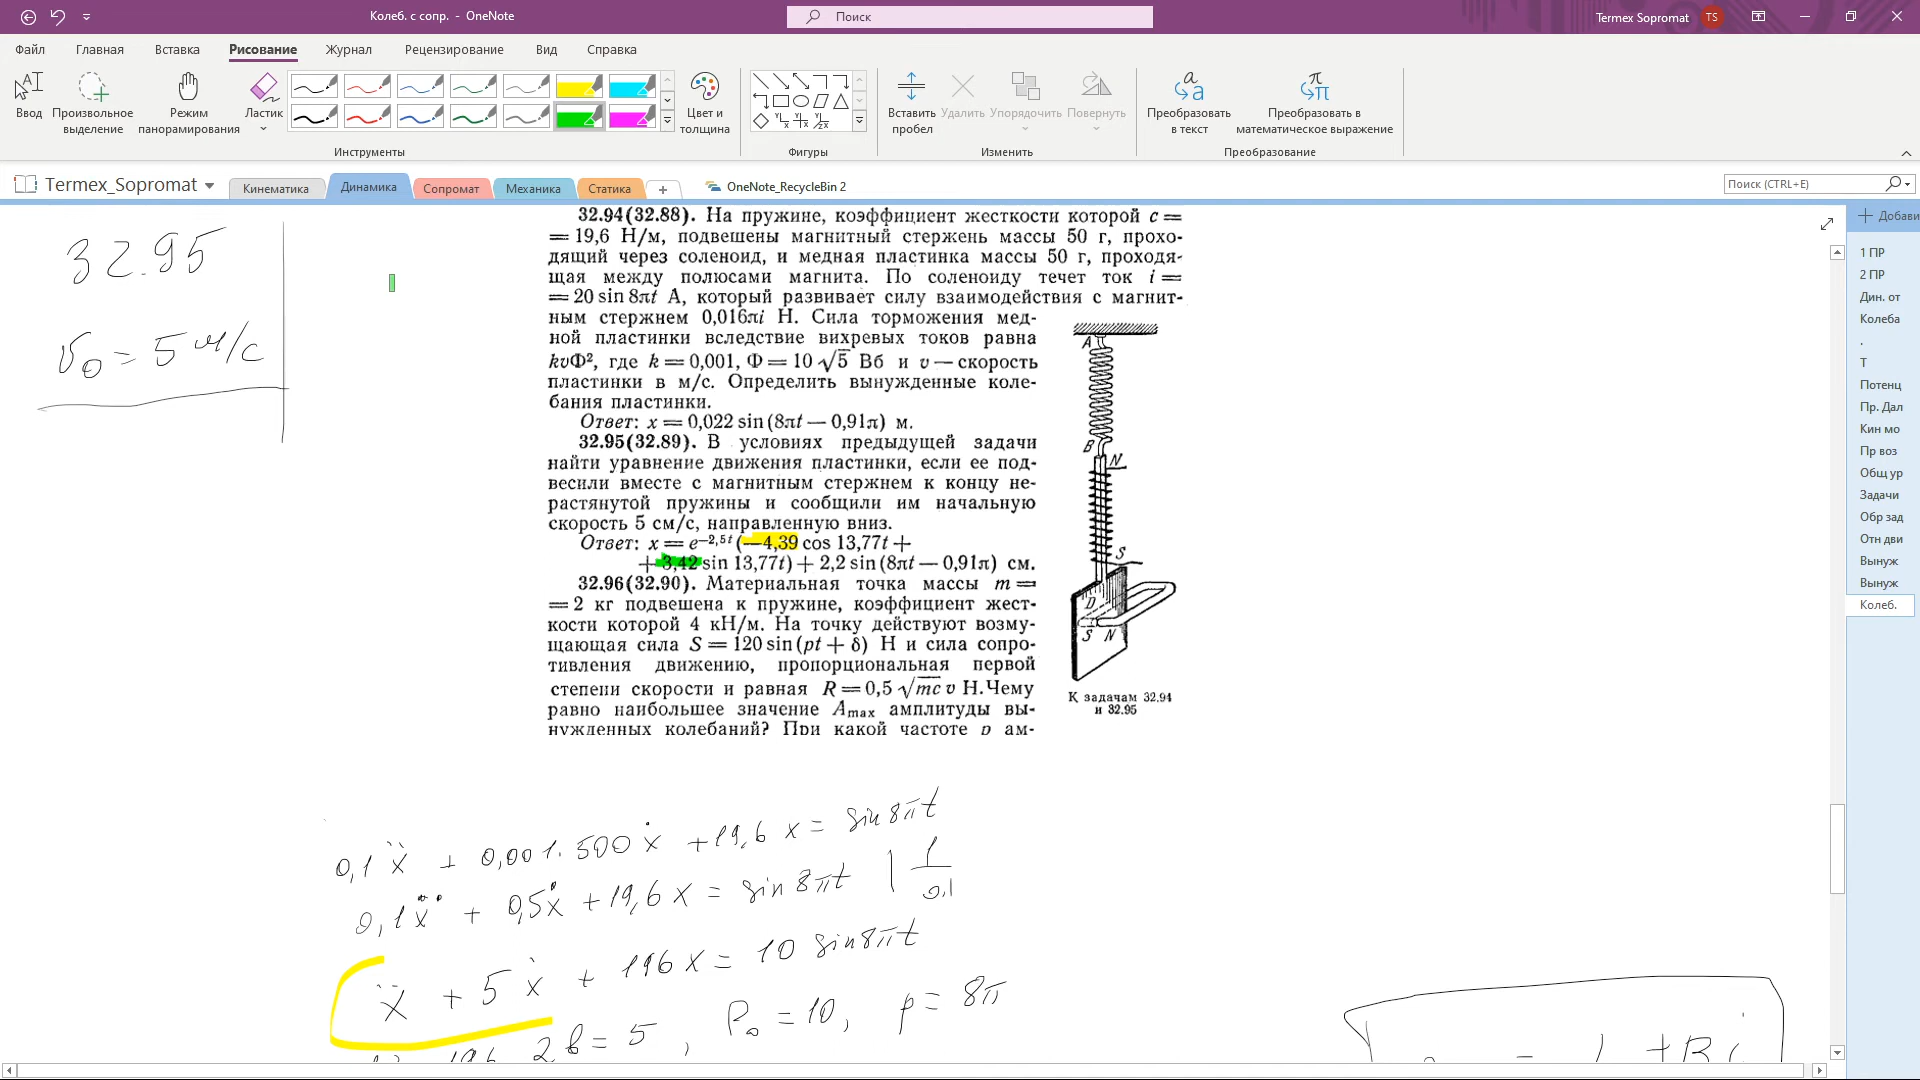 Колеб. с сопр. - OneNote
Поиск
Termex Sopromat TS
Файл Главная Вставка Рисование Журнал Рецензирование Вид Справка
Ввод
Произвольное выделение
Режим панорамирования
Ластик
Цвет и толщина
Вставить пробел
Удалить
Упорядочить
Повернуть
Преобразовать в текст
Преобразовать в математическое выражение
Инструменты Фигуры Изменить Преобразование
Termex_Sopromat
Кинематика Динамика Сопромат Механика Статика + OneNote_RecycleBin 2
Поиск (CTRL+E)
32.95
v₀ = 5 м/с
32.94(32.88). На пружине, коэффициент жесткости которой c =
= 19,6 Н/м, подвешены магнитный стержень массы 50 г, прохо-
дящий через соленоид, и медная пластинка массы 50 г, проходя-
щая между полюсами магнита. По соленоиду течет ток i =
= 20 sin 8πt А, который развивает силу взаимодействия с магнит-
ным стержнем 0,016πi Н. Сила торможения мед-
ной пластинки вследствие вихревых токов равна
kvΦ², где k = 0,001, Φ = 10 √5 Вб и v — скорость
пластинки в м/с. Определить вынужденные коле-
бания пластинки.
Ответ: x = 0,022 sin (8πt — 0,91π) м.
32.95(32.89). В условиях предыдущей задачи
найти уравнение движения пластинки, если ее под-
весили вместе с магнитным стержнем к концу не-
растянутой пружины и сообщили им начальную
скорость 5 см/с, направленную вниз.
Ответ: x = e^−2,5t (—4,39 cos 13,77t +
+ 3,42 sin 13,77t) + 2,2 sin (8πt — 0,91π) см.
32.96(32.90). Материальная точка массы m =
= 2 кг подвешена к пружине, коэффициент жест-
кости которой 4 кН/м. На точку действуют возму-
щающая сила S = 120 sin (pt + δ) Н и сила сопро-
тивления движению, пропорциональная первой
степени скорости и равная R = 0,5 √mc v Н. Чему
равно наибольшее значение Amax амплитуды вы-
нужденных колебаний? При какой частоте p ам-
A
B
N
S
D
S N
К задачам 32.94
и 32.95
0,1ẍ + 0,001·500ẋ + 19,6x = sin 8πt
0,1ẍ + 0,5ẋ + 19,6x = sin 8πt | 1/0,1
ẍ + 5ẋ + 196x = 10 sin 8πt
2b = 5, P₀ = 10, p = 8π
Добави
1 ПР
2 ПР
Дин. от
Колеба
.
Т
Потенц
Пр. Дал
Кин мо
Пр воз
Общ ур
Задачи
Обр зад
Отн дви
Вынуж
Вынуж
Колеб.